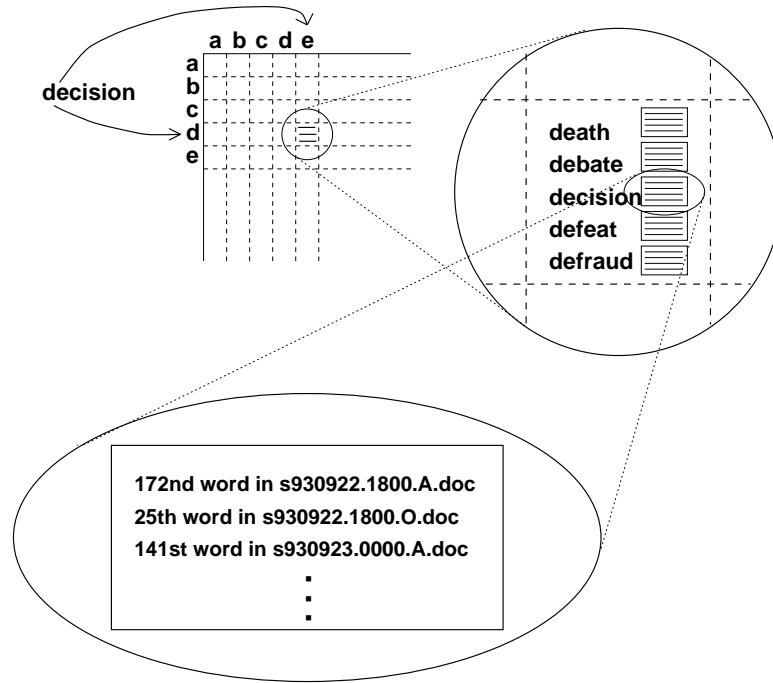 a b c d e
a
b
decision
c
d
e
death
debate
decision
defeat
defraud
172nd word in s930922.1800.A.doc
25th word in s930922.1800.O.doc
141st word in s930923.0000.A.doc